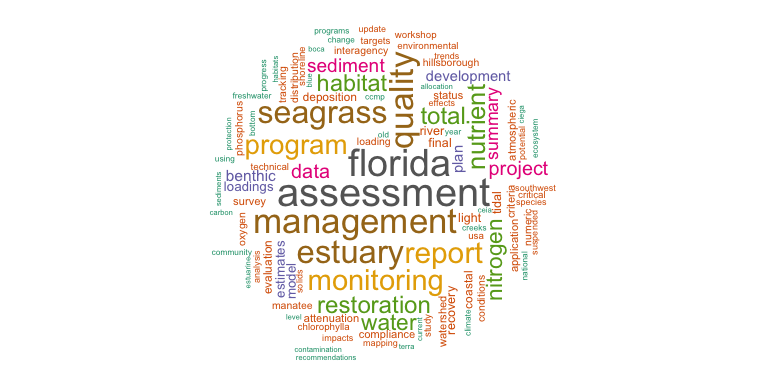 programs
update
change
targets
workshop
boca
interagency
environmental
trends
hillsborough
progress
habitats
tracking
distribution
shoreline
blue
sediment
habitat
quality
development
allocation
freshwater
deposition
ccmp
status
effects
phosphorus
bottom
seagrass
total
nutrient
summary
atmospheric
potential
ciega
ecosystem
protection
old
river
year
program
loading
final
using
technical
florida
plan
data
project
benthic
sediments
loadings
assessment
southwest
critical
species
carbon
survey
management
light
ceia
tidal
criteria
numeric
suspended
oxygen
creeks
usa
application
community
estuarine
analysis
evaluation
estimates
model
solids
estuary
report
nitrogen
national
monitoring
coastal
conditions
manatee
restoration
watershed
recovery
climate
level
attenuation
water
current
study
chlorophylla
compliance
impacts
mapping
terra
contamination
recommendations